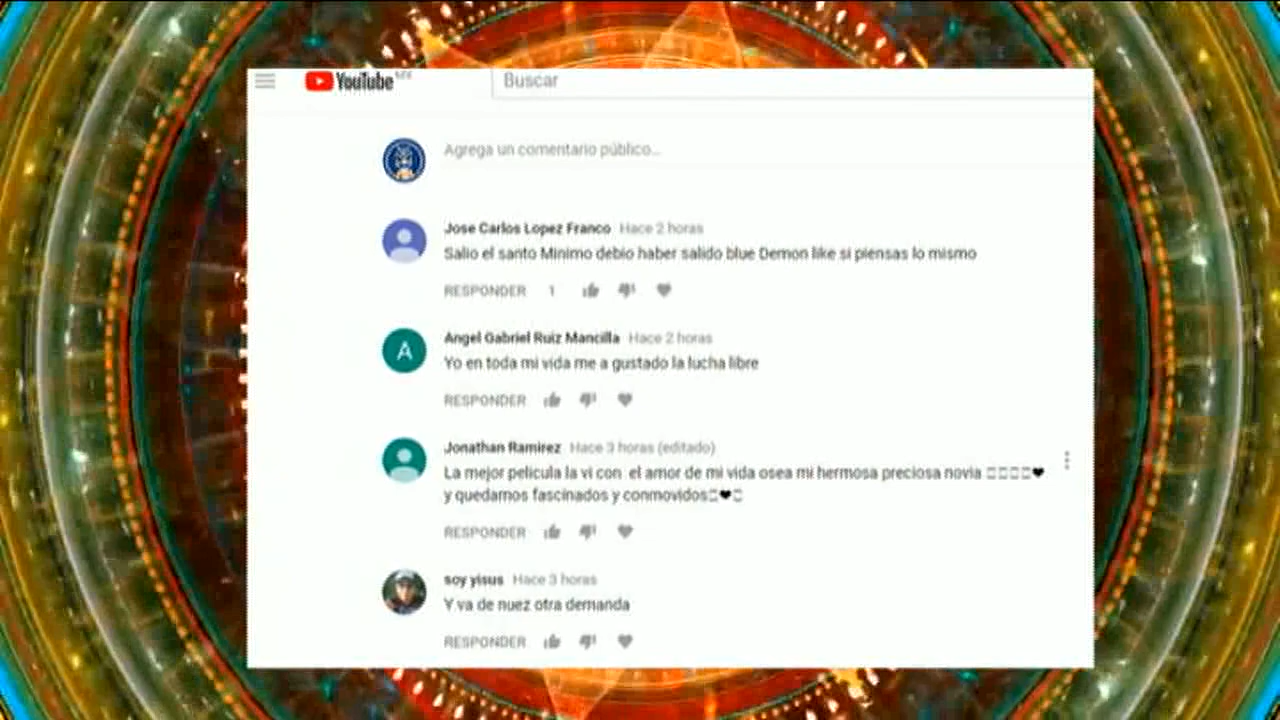 YouTube MX
Buscar
Agrega un comentario público...
Jose Carlos Lopez Franco Hace 2 horas
Salio el santo Minimo debio haber salido blue Demon like si piensas lo mismo
RESPONDER 1
A
Angel Gabriel Ruiz Mancilla Hace 2 horas
Yo en toda mi vida me a gustado la lucha libre
RESPONDER
Jonathan Ramirez Hace 3 horas (editado)
La mejor pelicula la vi con el amor de mi vida osea mi hermosa preciosa novia □□□□❤
y quedamos fascinados y conmovidos□❤□
RESPONDER
soy yisus Hace 3 horas
Y va de nuez otra demanda
RESPONDER